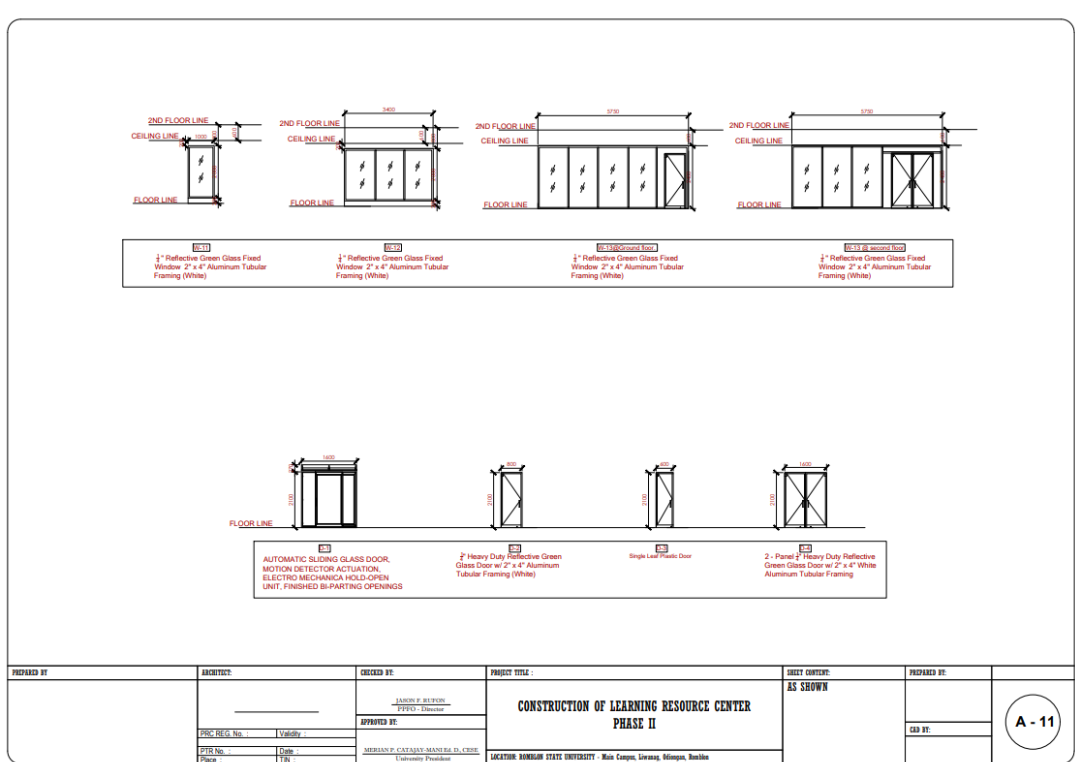 2ND FLOOR LINE
CEILING LINE
1000
FLOOR LINE
3400
2ND FLOOR LINE
CEILING LINE
FLOOR LINE
5750
2ND FLOOR LINE
CEILING LINE
FLOOR LINE
5750
2ND FLOOR LINE
CEILING LINE
FLOOR LINE
W-11
" Reflective Green Glass Fixed
Window 2" x 4" Aluminum Tubular
Framing (White)
W-12
" Reflective Green Glass Fixed
Window 2" x 4" Aluminum Tubular
Framing (White)
W-13@Ground floor
" Reflective Green Glass Fixed
Window 2" x 4" Aluminum Tubular
Framing (White)
W-13 @ second floor
" Reflective Green Glass Fixed
Window 2" x 4" Aluminum Tubular
Framing (White)
1600
2100
FLOOR LINE
800
2100
600
2100
1600
2100
D-1
AUTOMATIC SLIDING GLASS DOOR,
MOTION DETECTOR ACTUATION,
ELECTRO MECHANICA HOLD-OPEN
UNIT, FINISHED BI-PARTING OPENINGS
D-2
" Heavy Duty Reflective Green
Glass Door w/ 2" x 4" Aluminum
Tubular Framing (White)
D-3
Single Leaf Plastic Door
D-4
2 - Panel " Heavy Duty Reflective
Green Glass Door w/ 2" x 4" White
Aluminum Tubular Framing
PREPARED BY
ARCHITECT:
PRC REG. No. :
Validity :
PTR No. :
Date :
Place :
TIN :
CHECKED BY:
JASON F. RUFON
PPFO - Director
APPROVED BY:
MERIAN P. CATAJAY-MANI Ed. D., CESE
University President
PROJECT TITLE :
CONSTRUCTION OF LEARNING RESOURCE CENTER
PHASE II
LOCATION: ROMBLON STATE UNIVERSITY - Main Campus, Liwanag, Odiongan, Romblon
SHEET CONTENT:
AS SHOWN
PREPARED BY:
CAD BY:
A - 11